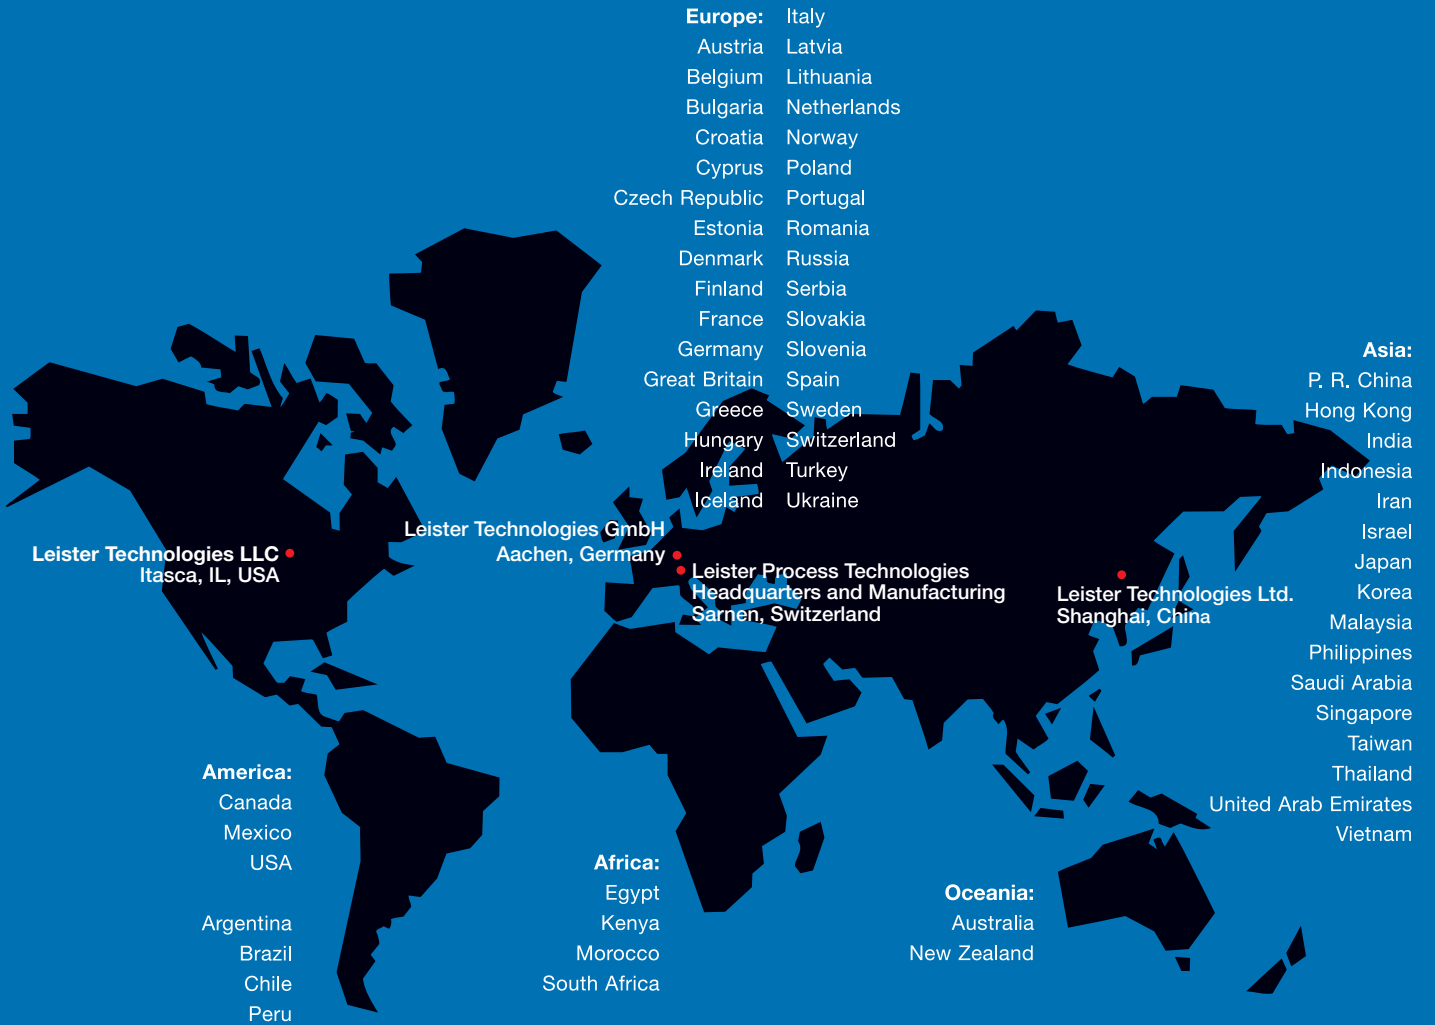 Europe:
Austria
Belgium
Bulgaria
Croatia
Cyprus
Czech Republic
Estonia
Denmark
Finland
France
Germany
Great Britain
Greece
Hungary
Ireland
Iceland
Italy
Latvia
Lithuania
Netherlands
Norway
Poland
Portugal
Romania
Russia
Serbia
Slovakia
Slovenia
Spain
Sweden
Switzerland
Turkey
Ukraine
Asia:
P. R. China
Hong Kong
India
Indonesia
Iran
Israel
Japan
Korea
Malaysia
Philippines
Saudi Arabia
Singapore
Taiwan
Thailand
United Arab Emirates
Vietnam
Leister Technologies LLC
Itasca, IL, USA
Leister Technologies GmbH
Aachen, Germany
Leister Process Technologies
Headquarters and Manufacturing
Sarnen, Switzerland
Leister Technologies Ltd.
Shanghai, China
America:
Canada
Mexico
USA
Argentina
Brazil
Chile
Peru
Africa:
Egypt
Kenya
Morocco
South Africa
Oceania:
Australia
New Zealand